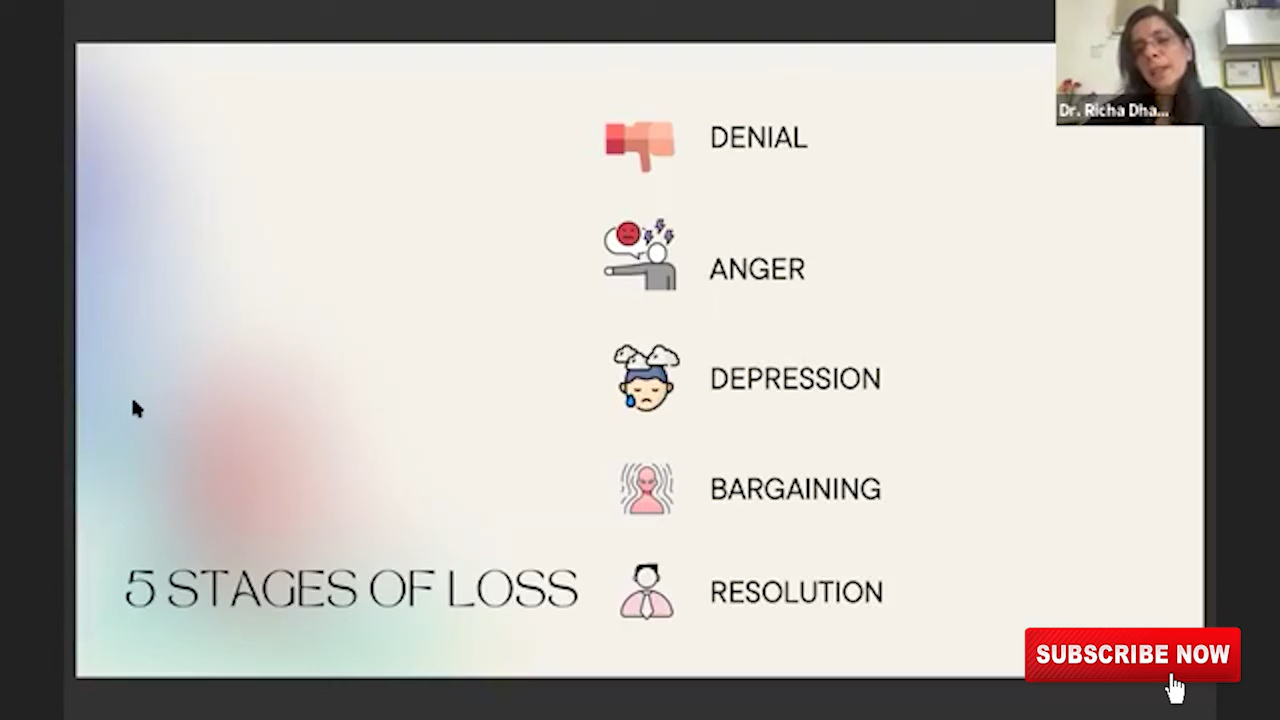 Dr. Richa Dha...
DENIAL
ANGER
DEPRESSION
BARGAINING
5 STAGES OF LOSS
RESOLUTION
SUBSCRIBE NOW